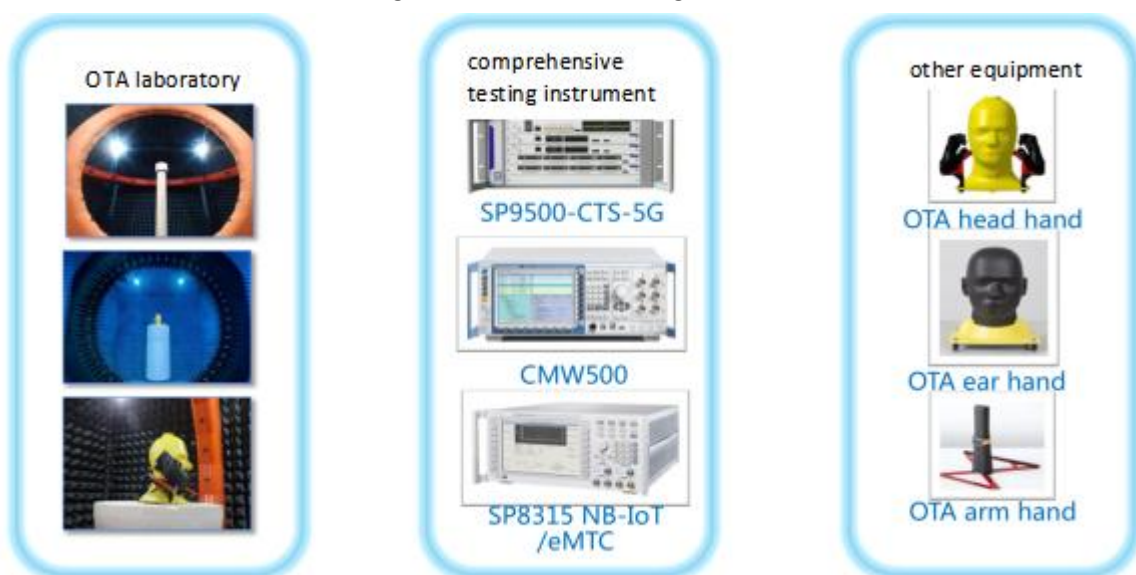 OTA laboratory
comprehensive
testing instrument
SP9500-CTS-5G
CMW500
SP8315 NB-IoT
/eMTC
other equipment
OTA head hand
OTA ear hand
OTA arm hand